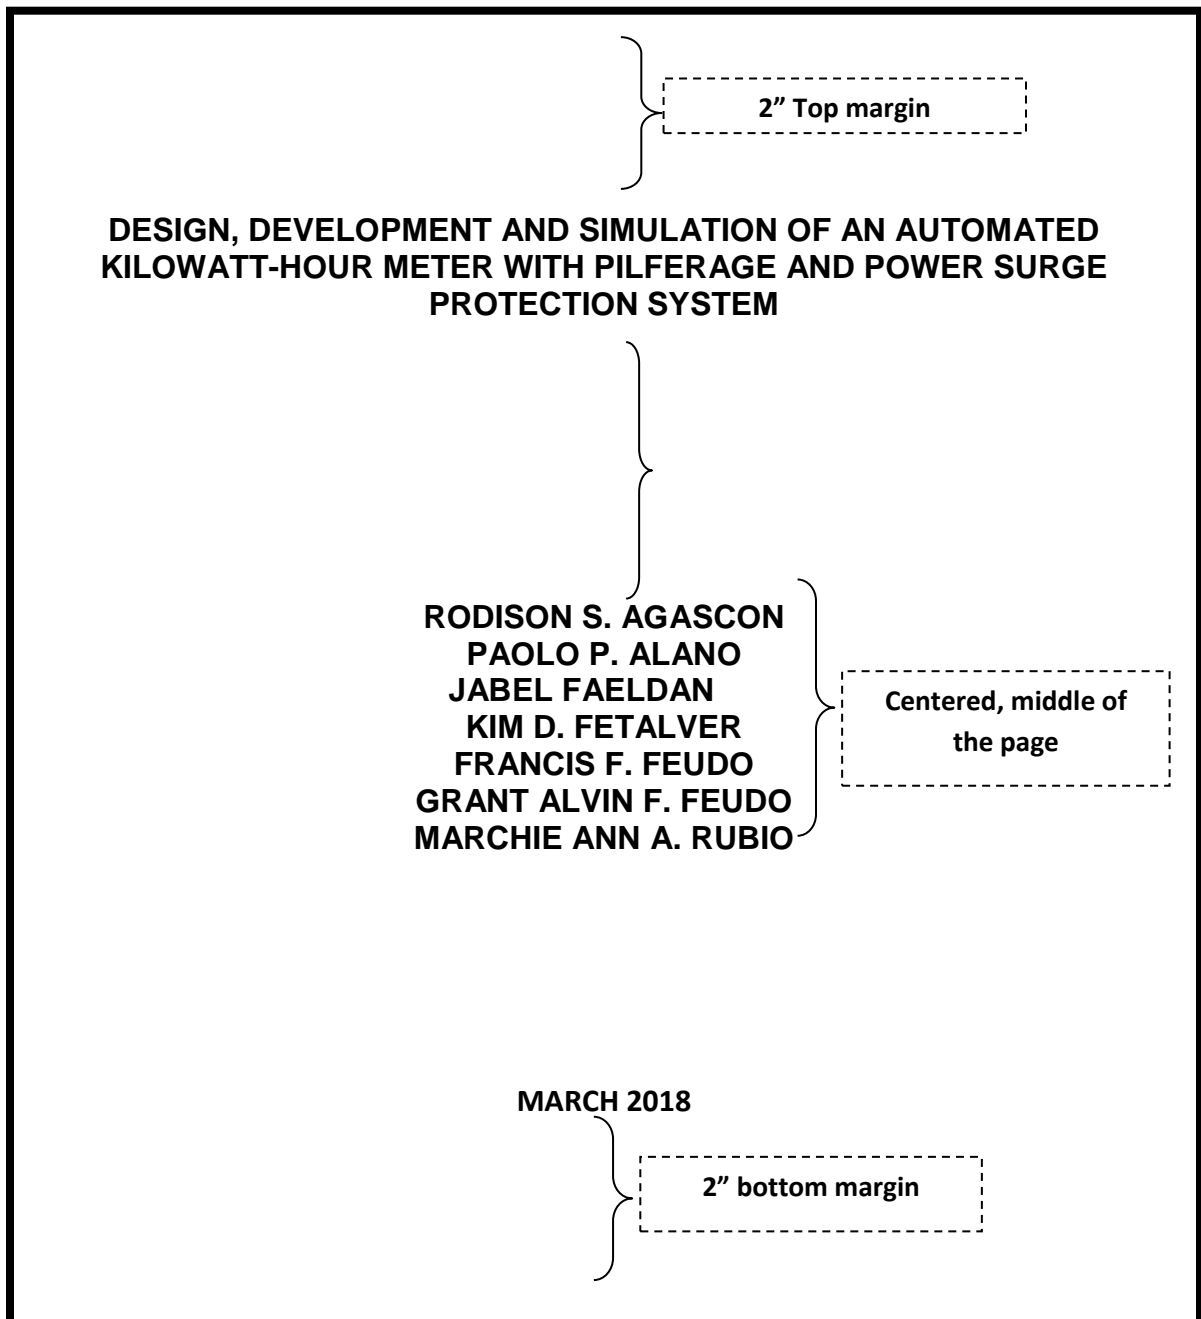 2” Top margin
DESIGN, DEVELOPMENT AND SIMULATION OF AN AUTOMATED
KILOWATT-HOUR METER WITH PILFERAGE AND POWER SURGE
PROTECTION SYSTEM
RODISON S. AGASCON
PAOLO P. ALANO
JABEL FAELDAN
KIM D. FETALVER
FRANCIS F. FEUDO
GRANT ALVIN F. FEUDO
MARCHIE ANN A. RUBIO
Centered, middle of
the page
MARCH 2018
2” bottom margin